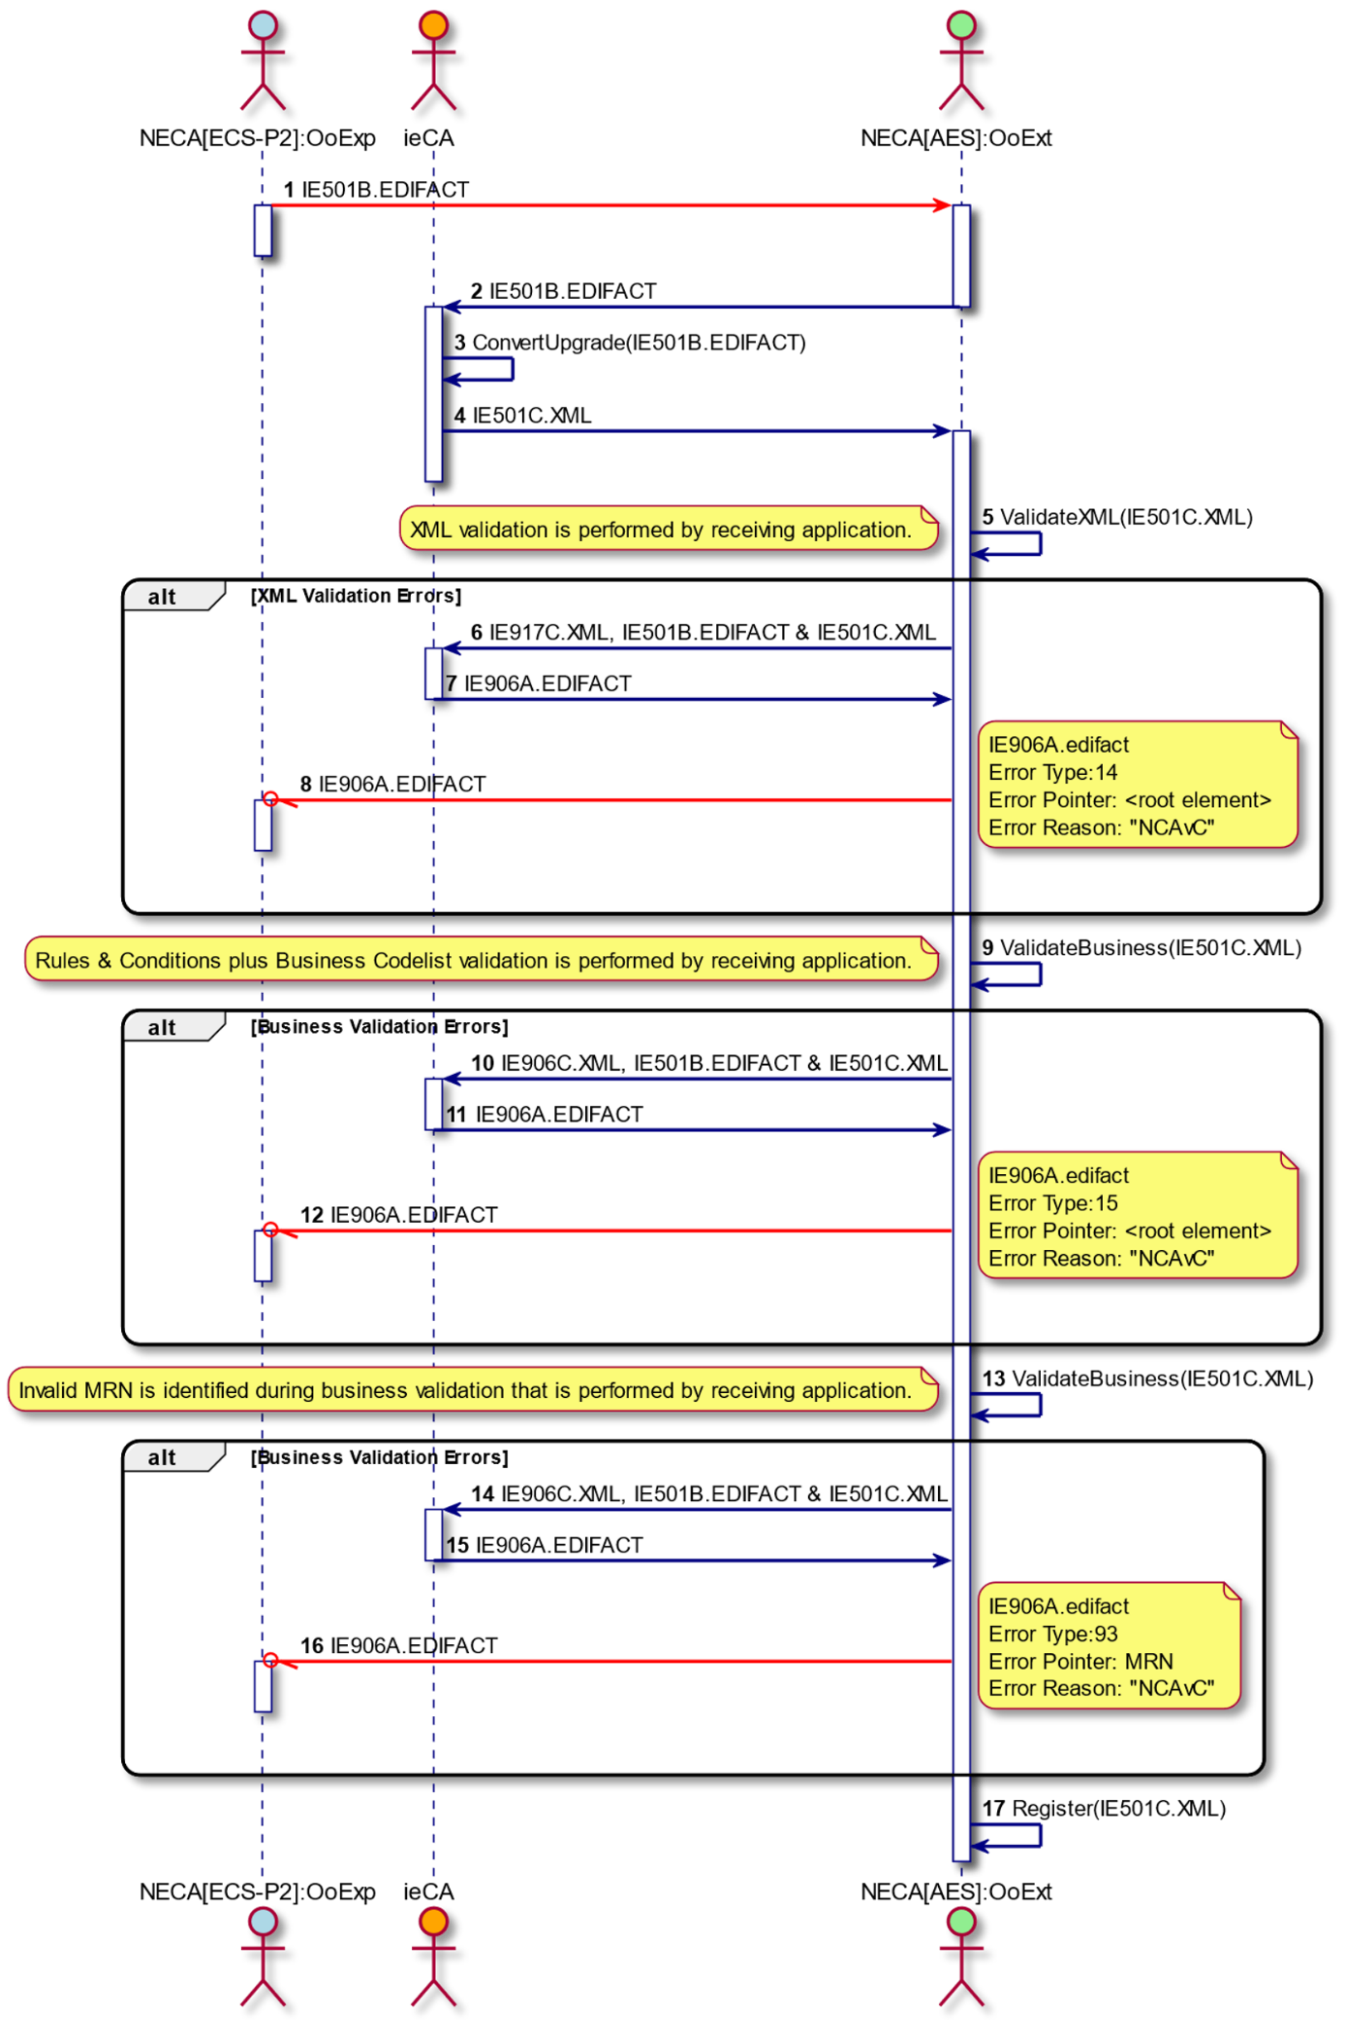 NECA[ECS-P2]:OoExp ieCA NECA[AES]:OoExt
1 IE501B.EDIFACT
2 IE501B.EDIFACT
3 ConvertUpgrade(IE501B.EDIFACT)
4 IE501C.XML
XML validation is performed by receiving application.
5 ValidateXML(IE501C.XML)
alt [XML Validation Errors]
6 IE917C.XML, IE501B.EDIFACT & IE501C.XML
7 IE906A.EDIFACT
8 IE906A.EDIFACT
IE906A.edifact
Error Type:14
Error Pointer: <root element>
Error Reason: "NCAvC"
Rules & Conditions plus Business Codelist validation is performed by receiving application.
9 ValidateBusiness(IE501C.XML)
alt [Business Validation Errors]
10 IE906C.XML, IE501B.EDIFACT & IE501C.XML
11 IE906A.EDIFACT
12 IE906A.EDIFACT
IE906A.edifact
Error Type:15
Error Pointer: <root element>
Error Reason: "NCAvC"
Invalid MRN is identified during business validation that is performed by receiving application.
13 ValidateBusiness(IE501C.XML)
alt [Business Validation Errors]
14 IE906C.XML, IE501B.EDIFACT & IE501C.XML
15 IE906A.EDIFACT
16 IE906A.EDIFACT
IE906A.edifact
Error Type:93
Error Pointer: MRN
Error Reason: "NCAvC"
17 Register(IE501C.XML)
NECA[ECS-P2]:OoExp ieCA NECA[AES]:OoExt